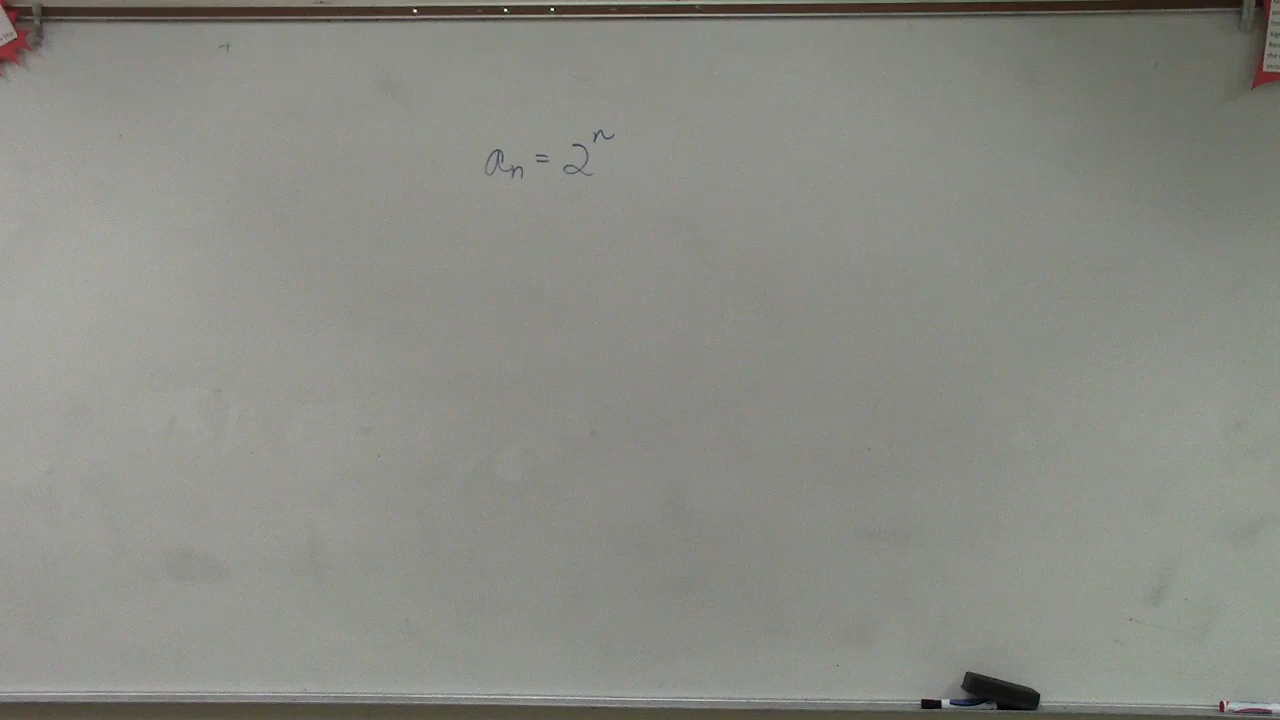 aₙ = 2ⁿ